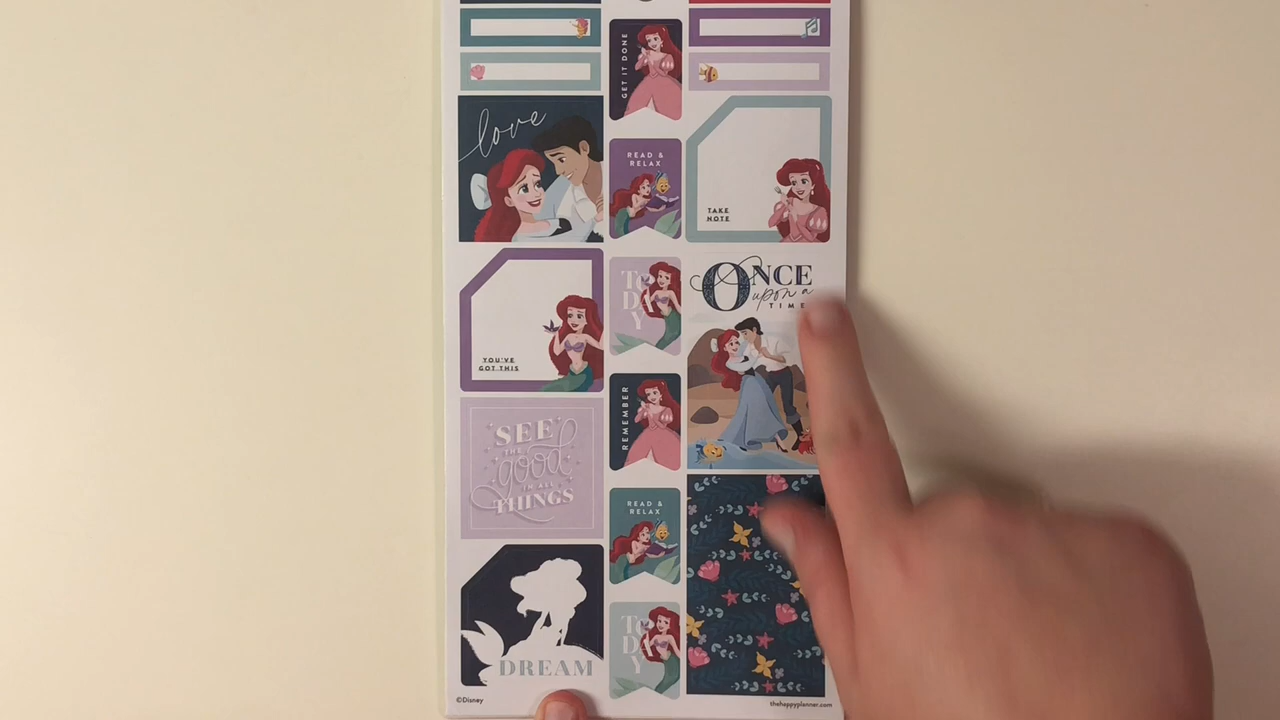 love
YOU'VE
GOT THIS
SEE
THE
good
IN ALL
THINGS
DREAM
©Disney
GET IT DONE
READ &
RELAX
TO
DA
Y
REMEMBER
READ &
RELAX
TO
DA
Y
TAKE
NOTE
ONCE
upon a
TIME
thehappyplanner.com